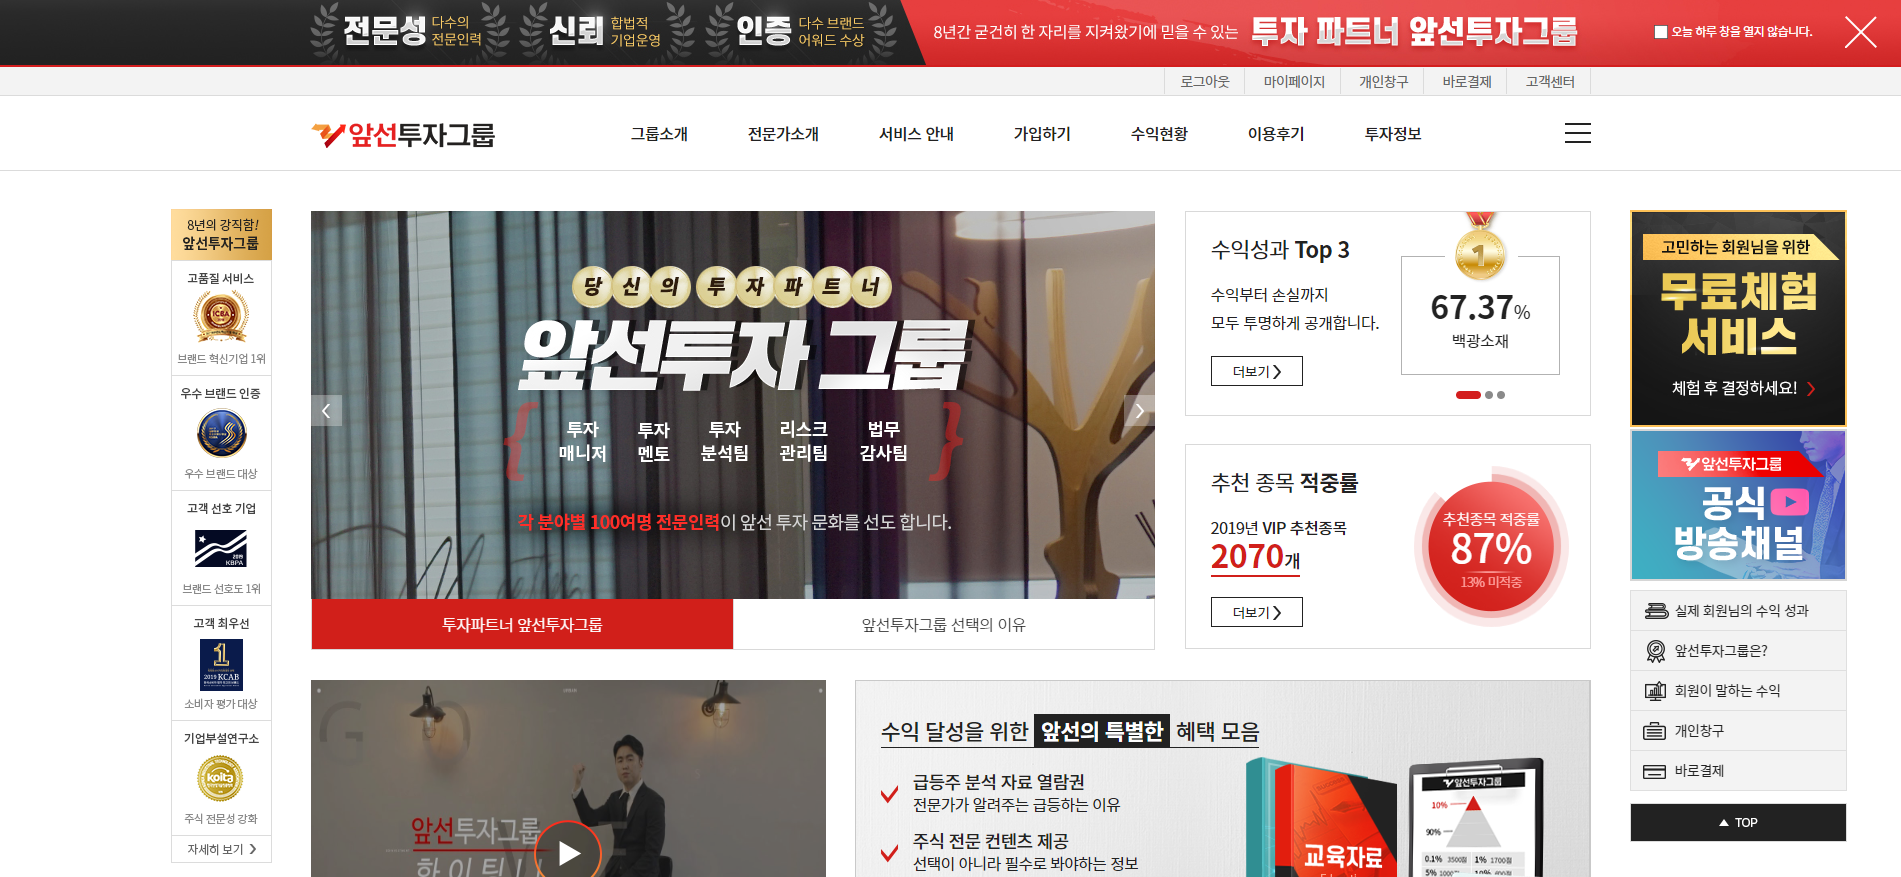 전문성 다수의 전문인력
신뢰 합법적 기업운영
인증 다수 브랜드 어워드 수상
8년간 굳건히 한 자리를 지켜왔기에 믿을 수 있는 투자 파트너 앞선투자그룹
오늘 하루 창을 열지 않습니다.
로그아웃 마이페이지 개인창구 바로결제 고객센터
앞선투자그룹
그룹소개 전문가소개 서비스 안내 가입하기 수익현황 이용후기 투자정보
8년의 강직함!
앞선투자그룹
고품질 서비스
ICEA
브랜드 혁신기업 1위
우수 브랜드 인증
우수 브랜드 대상
고객 선호 기업
2019
KBPA
브랜드 선호도 1위
고객 최우선
1
2019 KCAB
소비자 평가 대상
기업부설연구소
koita
주식 전문성 강화
자세히 보기
당신의 투자파트너
앞선투자 그룹
투자 매니저
투자 멘토
투자 분석팀
리스크 관리팀
법무 감사팀
각 분야별 100여명 전문인력이 앞선 투자 문화를 선도 합니다.
투자파트너 앞선투자그룹
앞선투자그룹 선택의 이유
수익성과 Top 3
수익부터 손실까지
모두 투명하게 공개합니다.
더보기
1
67.37%
백광소재
추천 종목 적중률
2019년 VIP 추천종목
2070개
더보기
추천종목 적중률
87%
13% 미적중
고민하는 회원님을 위한
무료체험
서비스
체험 후 결정하세요!
앞선투자그룹
공식
방송채널
실제 회원님의 수익 성과
앞선투자그룹은?
회원이 말하는 수익
개인창구
바로결제
TOP
GO
앞선투자그룹
화이팅!!
수익 달성을 위한 앞선의 특별한 혜택 모음
급등주 분석 자료 열람권
전문가가 알려주는 급등하는 이유
주식 전문 컨텐츠 제공
선택이 아니라 필수로 봐야하는 정보
교육자료
앞선투자그룹
10%
90%
0.1% 3500점 1% 1700점
5%